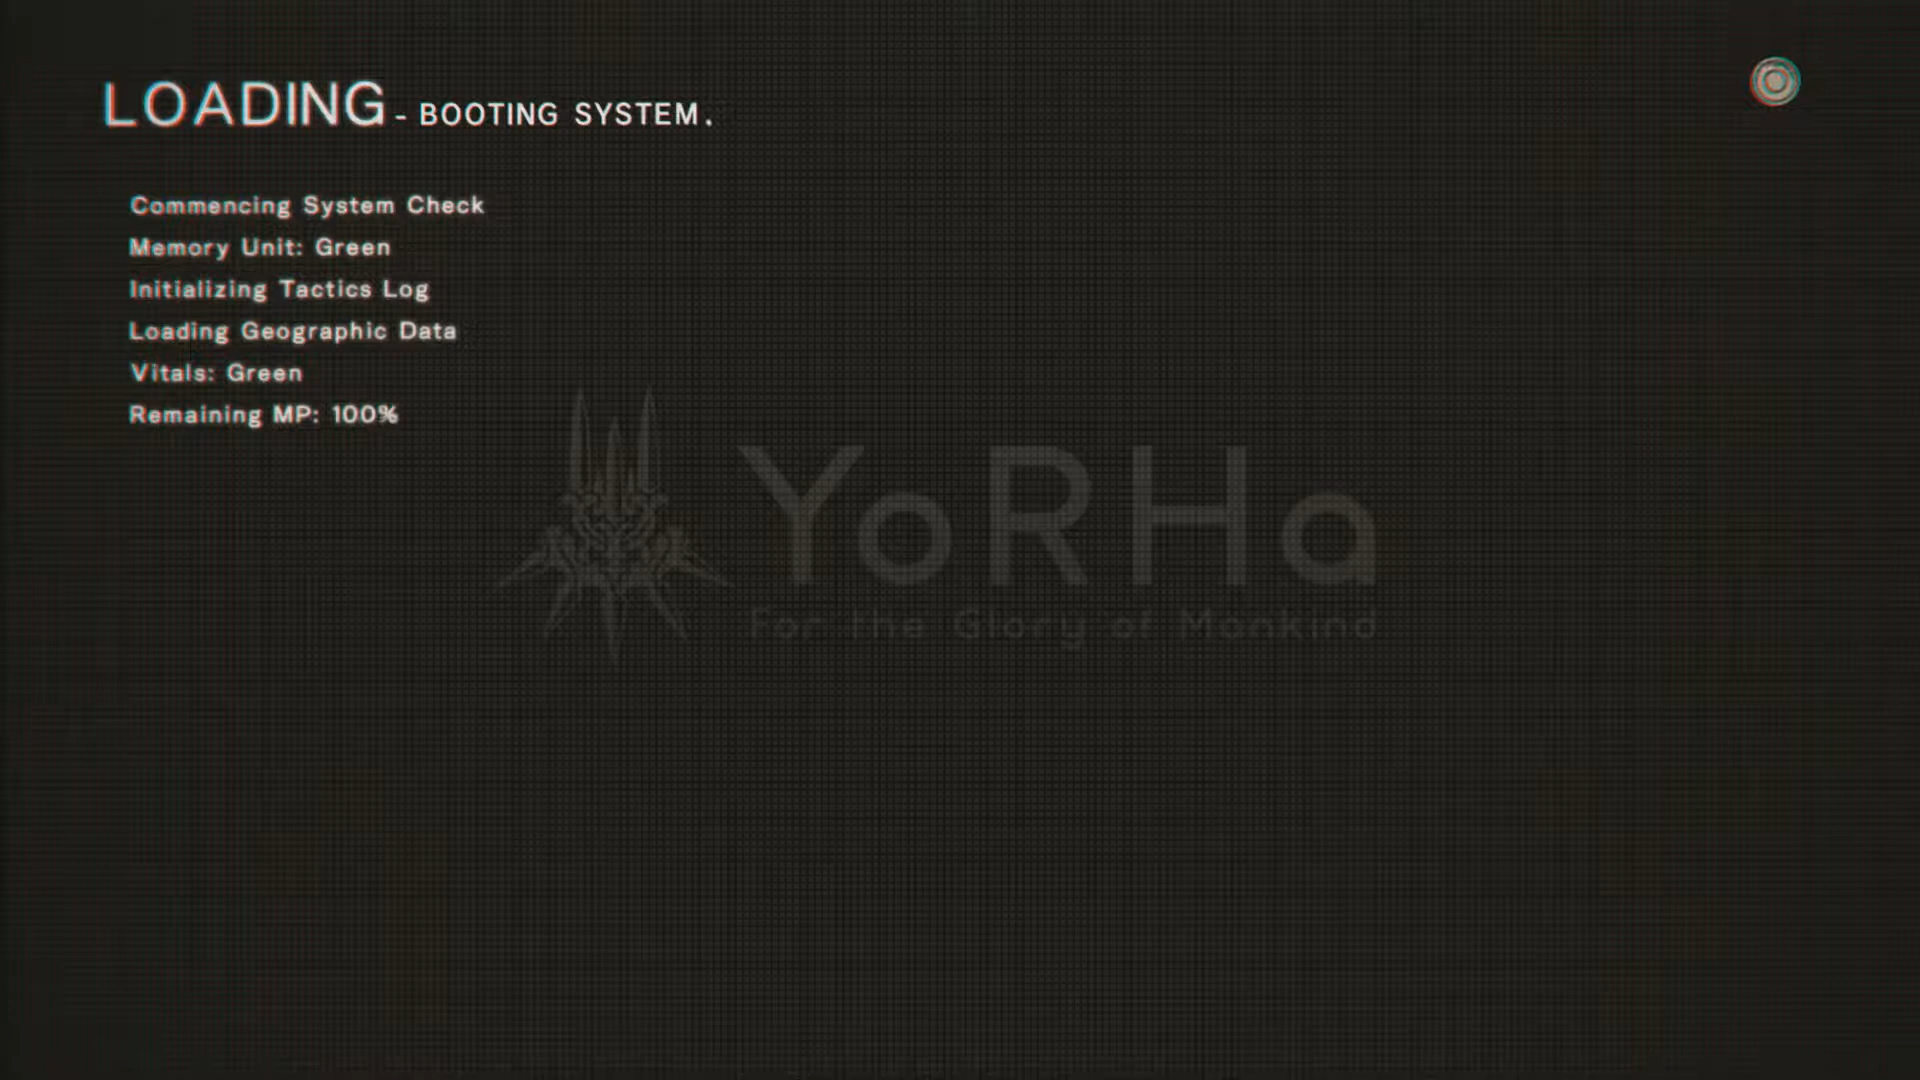 LOADING - BOOTING SYSTEM.
Commencing System Check
Memory Unit: Green
Initializing Tactics Log
Loading Geographic Data
Vitals: Green
Remaining MP: 100%
YoRHa
For the Glory of Mankind